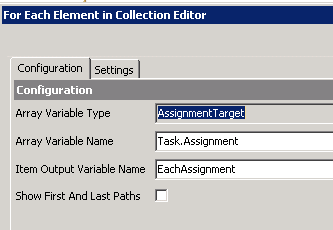 For Each Element in Collection Editor
Configuration Settings
Configuration
Array Variable Type AssignmentTarget
Array Variable Name Task.Assignment
Item Output Variable Name EachAssignment
Show First And Last Paths